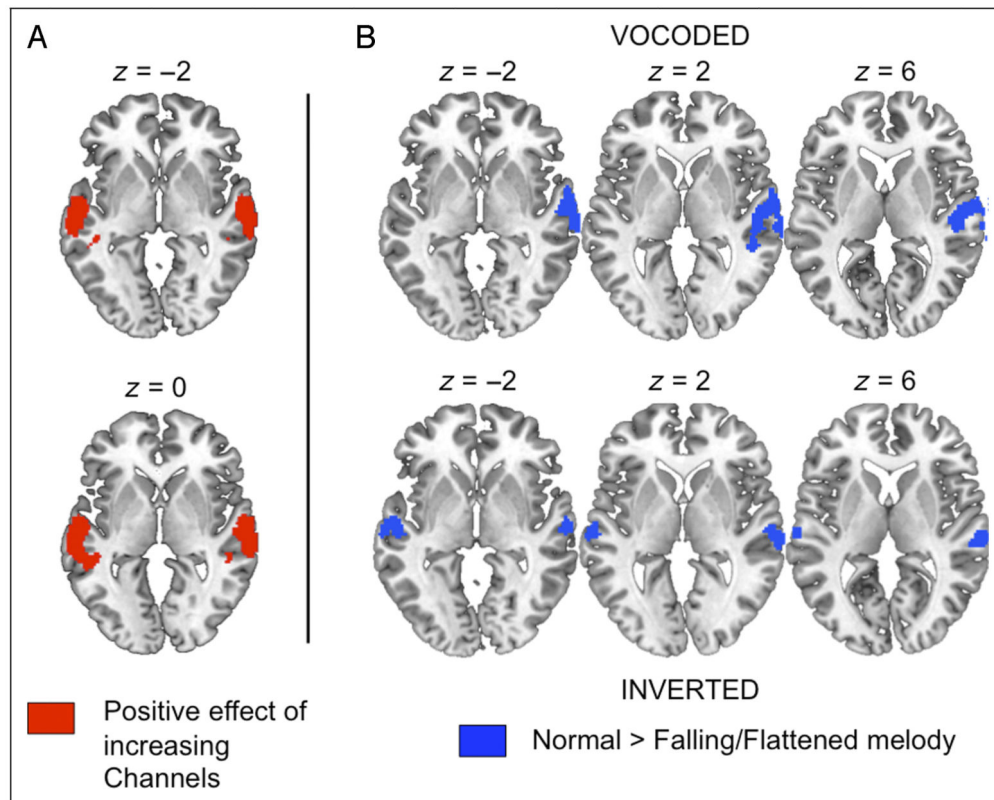 A
z = –2
z = 0
Positive effect of
increasing
Channels
B
VOCODED
z = –2 z = 2 z = 6
z = –2 z = 2 z = 6
INVERTED
Normal > Falling/Flattened melody